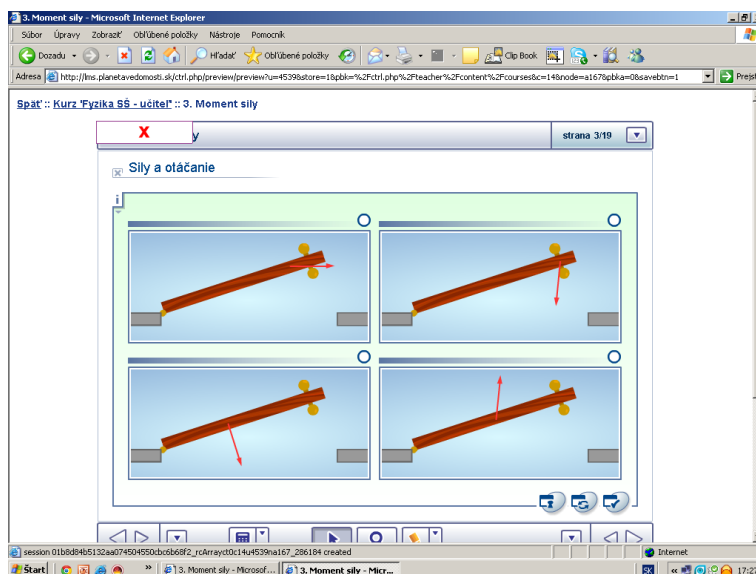 3. Moment sily - Microsoft Internet Explorer
Súbor Úpravy Zobraziť Obľúbené položky Nástroje Pomocník
Dozadu Hľadať Obľúbené položky Clip Book
Adresa http://lms.planetavedomosti.sk/ctrl.php/preview/preview?u=4539&store=1&pbk=%2Fctrl.php%2Fteacher%2Fcontent%2Fcourses&c=14&node=a167&pbka=0&savebtn=1 Prejsť
Späť :: Kurz 'Fyzika SŠ - učiteľ' :: 3. Moment sily
X y strana 3/19
Sily a otáčanie
i
session 01b8d84b5132aa074504550cbc6b68f2_rcArrayct0c14u4539na167_286184 created Internet
Štart » 3. Moment sily - Microsof... 3. Moment sily - Micr... SK « 17:27